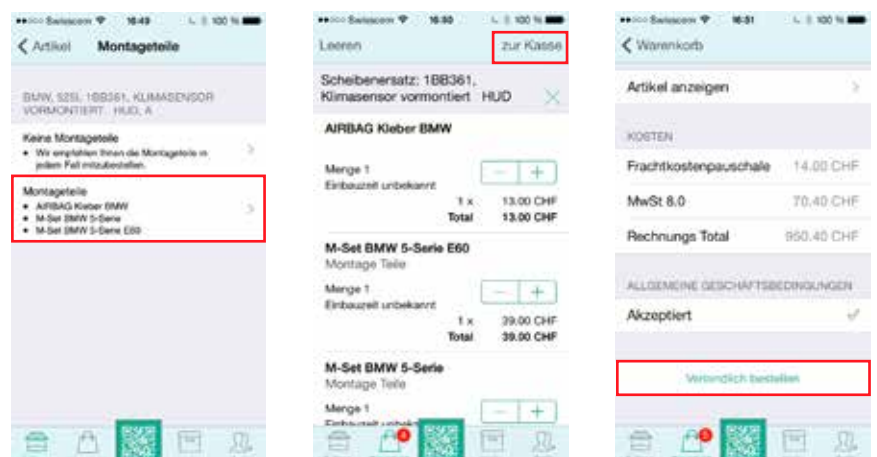 Swisscom 16:49 100 %
Artikel Montageteile
BMW, 525I, 1BB361, KLIMASENSOR
VORMONTIERT HUD, A
Keine Montageteile
• Wir empfehlen Ihnen die Montageteile in
jedem Fall mitzubestellen.
Montageteile
• AIRBAG Kleber BMW
• M-Set BMW 5-Serie
• M-Set BMW 5-Serie E60
Swisscom 16:50 100 %
Leeren zur Kasse
Scheibenersatz: 1BB361,
Klimasensor vormontiert HUD
AIRBAG Kleber BMW
Menge 1
Einbauzeit unbekannt
1 x 13.00 CHF
Total 13.00 CHF
M-Set BMW 5-Serie E60
Montage Teile
Menge 1
Einbauzeit unbekannt
1 x 39.00 CHF
Total 39.00 CHF
M-Set BMW 5-Serie
Montage Teile
Menge 1
Einbauzeit
Swisscom 16:51 100 %
Warenkorb
Artikel anzeigen
KOSTEN
Frachtkostenpauschale 14.00 CHF
MwSt 8.0 70.40 CHF
Rechnungs Total 950.40 CHF
ALLGEMEINE GESCHÄFTSBEDINGUNGEN
Akzeptiert
Verbindlich bestellen